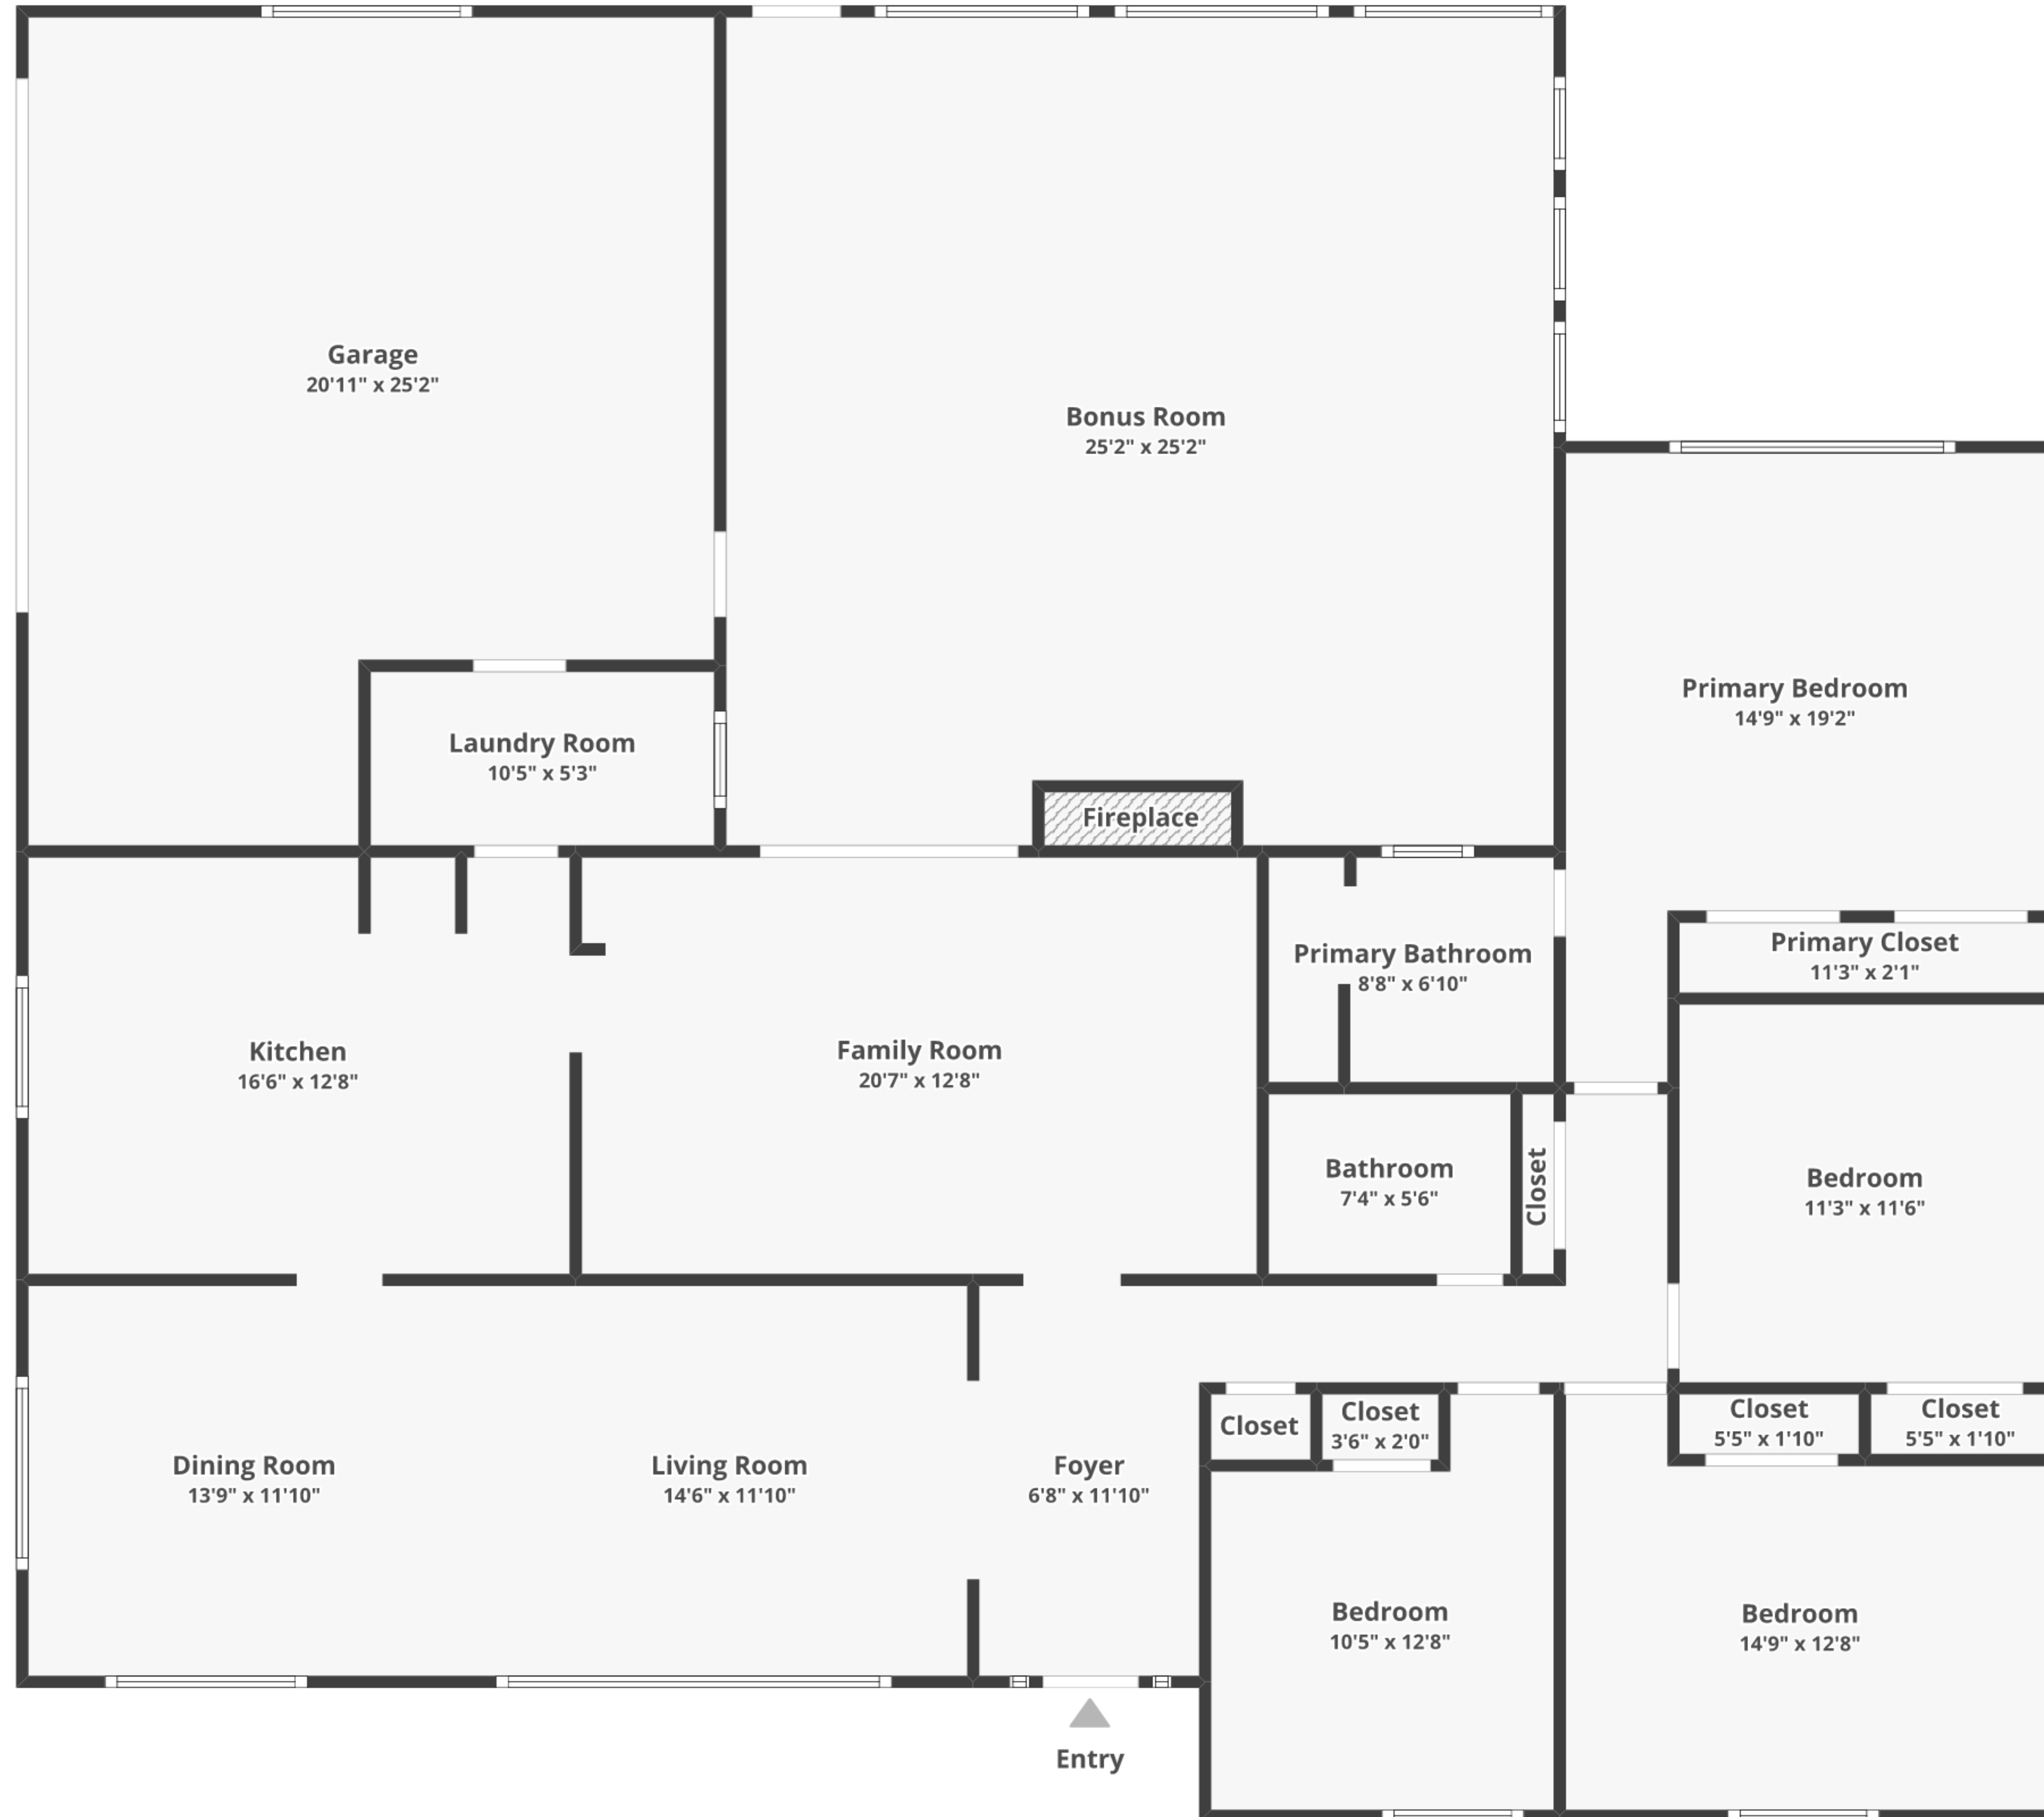 Garage
20'11" x 25'2"
Bonus Room
25'2" x 25'2"
Primary Bedroom
14'9" x 19'2"
Laundry Room
10'5" x 5'3"
Fireplace
Primary Bathroom
8'8" x 6'10"
Primary Closet
11'3" x 2'1"
Kitchen
16'6" x 12'8"
Family Room
20'7" x 12'8"
Bathroom
7'4" x 5'6"
Closet
Bedroom
11'3" x 11'6"
Dining Room
13'9" x 11'10"
Living Room
14'6" x 11'10"
Foyer
6'8" x 11'10"
Closet
Closet
3'6" x 2'0"
Closet
5'5" x 1'10"
Closet
5'5" x 1'10"
Bedroom
10'5" x 12'8"
Bedroom
14'9" x 12'8"
Entry